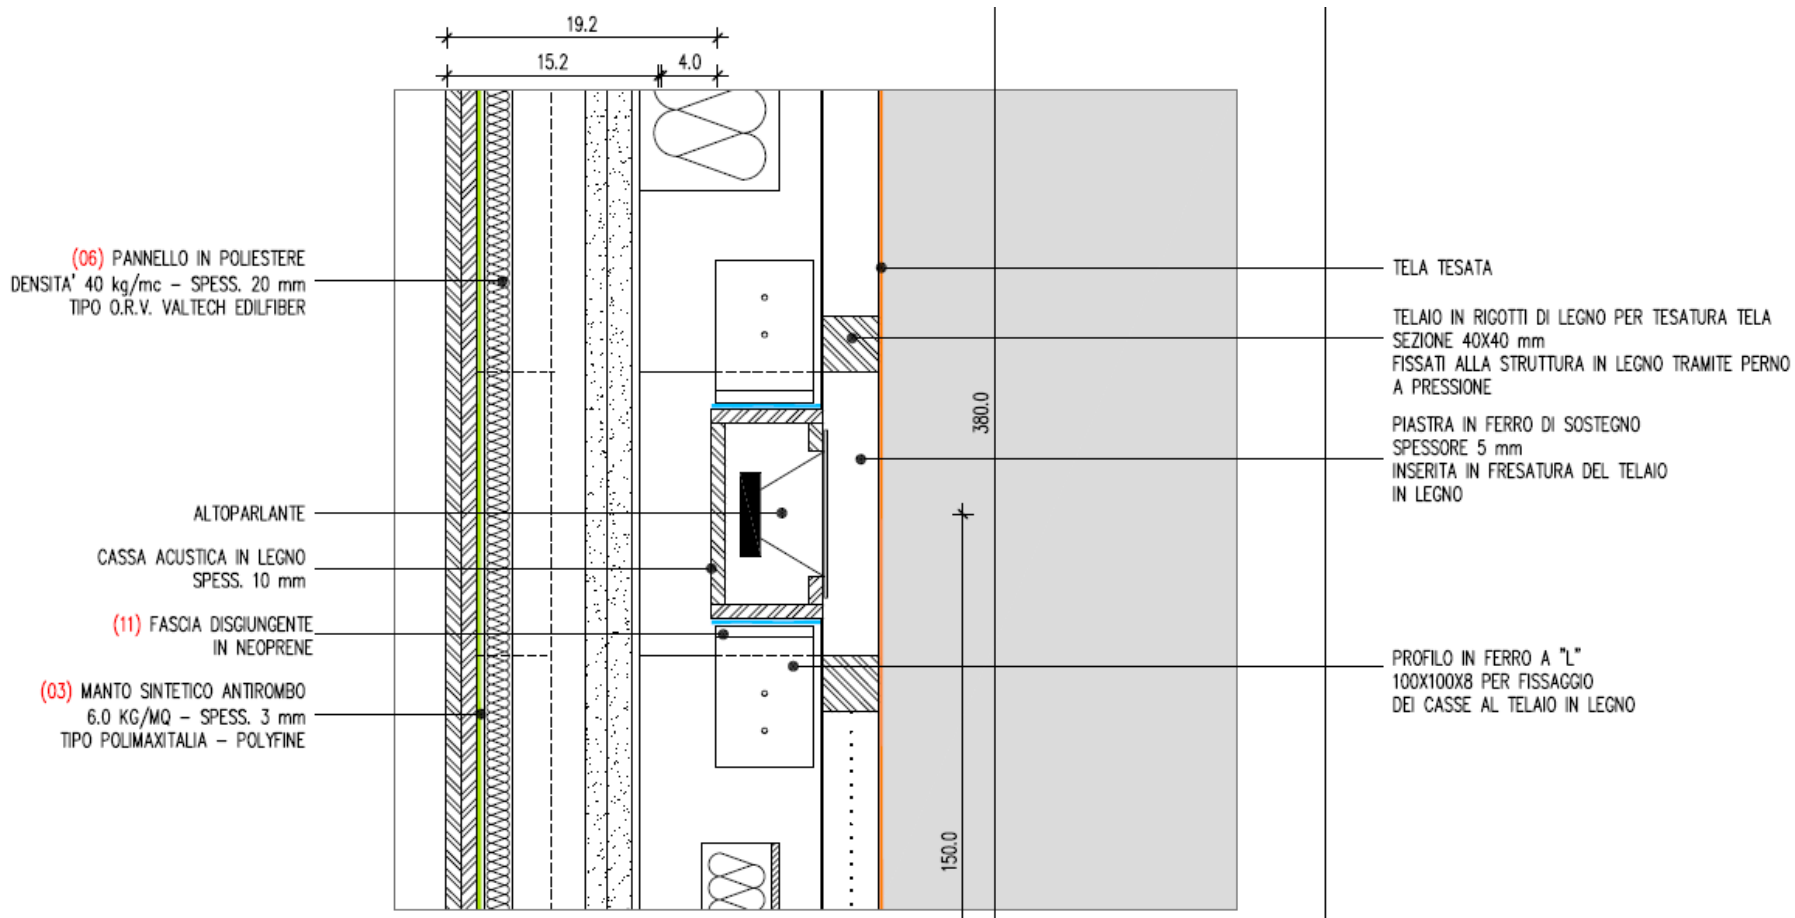 19.2
15.2
4.0
(06) PANNELLO IN POLIESTERE
DENSITA' 40 kg/mc – SPESS. 20 mm
TIPO O.R.V. VALTECH EDILFIBER
ALTOPARLANTE
CASSA ACUSTICA IN LEGNO
SPESS. 10 mm
(11) FASCIA DISGIUNGENTE
IN NEOPRENE
(03) MANTO SINTETICO ANTIROMBO
6.0 KG/MQ – SPESS. 3 mm
TIPO POLIMAXITALIA – POLYFINE
380.0
150.0
TELA TESATA
TELAIO IN RIGOTTI DI LEGNO PER TESATURA TELA
SEZIONE 40X40 mm
FISSATI ALLA STRUTTURA IN LEGNO TRAMITE PERNO
A PRESSIONE
PIASTRA IN FERRO DI SOSTEGNO
SPESSORE 5 mm
INSERITA IN FRESATURA DEL TELAIO
IN LEGNO
PROFILO IN FERRO A "L"
100X100X8 PER FISSAGGIO
DEI CASSE AL TELAIO IN LEGNO